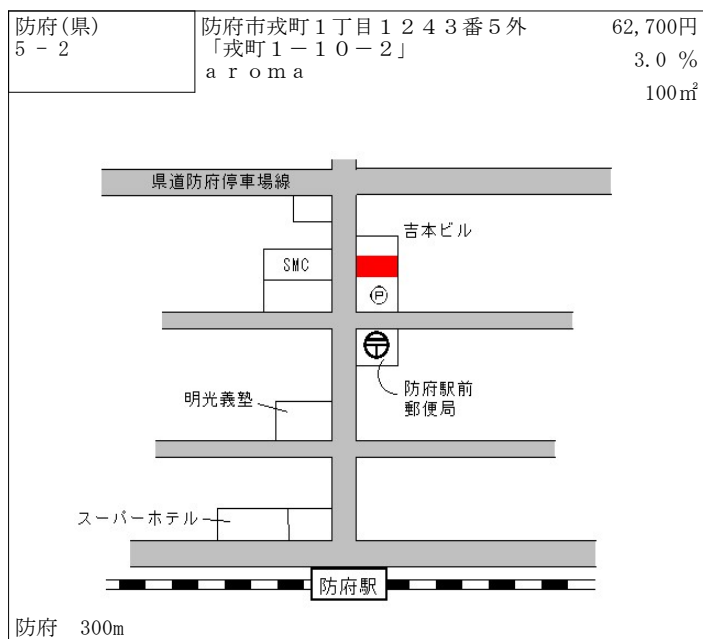 防府(県)
5 - 2
防府市戎町１丁目１２４３番５外
「戎町１－１０－２」
ａｒｏｍａ
62,700円
3.0 %
100㎡
県道防府停車場線
吉本ビル
SMC
Ⓟ
〒
防府駅前
郵便局
明光義塾
スーパーホテル
防府駅
防府 300m